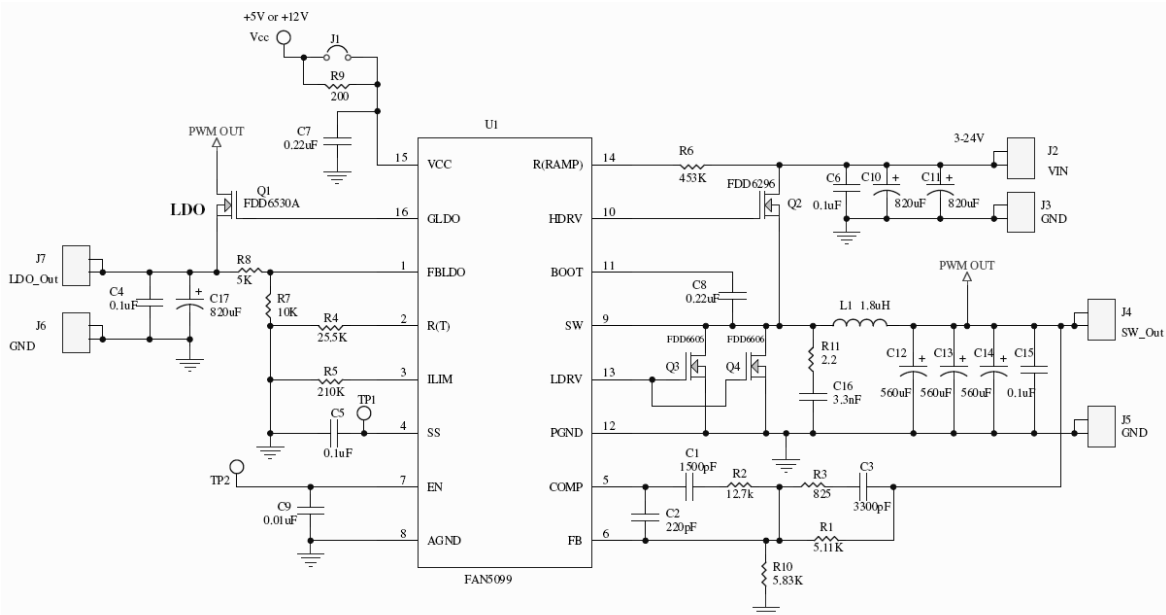 +5V or +12V
Vcc
J1
R9
200
U1
C7
0.22uF
PWM OUT
15
VCC
R(RAMP)
14
R6
453K
3-24V
J2
VIN
FDD6296
C6
0.1uF
C10
+
820uF
C11
+
820uF
Q1
FDD6530A
LDO
16
GLDO
HDRV
10
Q2
J3
GND
J7
LDO_Out
R8
5K
1
FBLDO
BOOT
11
C8
0.22uF
PWM OUT
C4
0.1uF
C17
+
820uF
R7
10K
R4
25.5K
2
R(T)
SW
9
L1 1.8uH
J4
SW_Out
J6
GND
FDD6606
FDD6606
R11
2.2
C12
+
560uF
C13
+
560uF
C14
+
560uF
C15
0.1uF
R5
210K
3
ILIM
LDRV
13
Q3
Q4
C16
3.3nF
TP1
C5
0.1uF
4
SS
PGND
12
J5
GND
TP2
7
EN
COMP
5
C1
1500pF
R2
12.7k
R3
825
C3
3300pF
C9
0.01uF
C2
220pF
8
AGND
FB
6
R1
5.11K
R10
5.83K
FAN5099